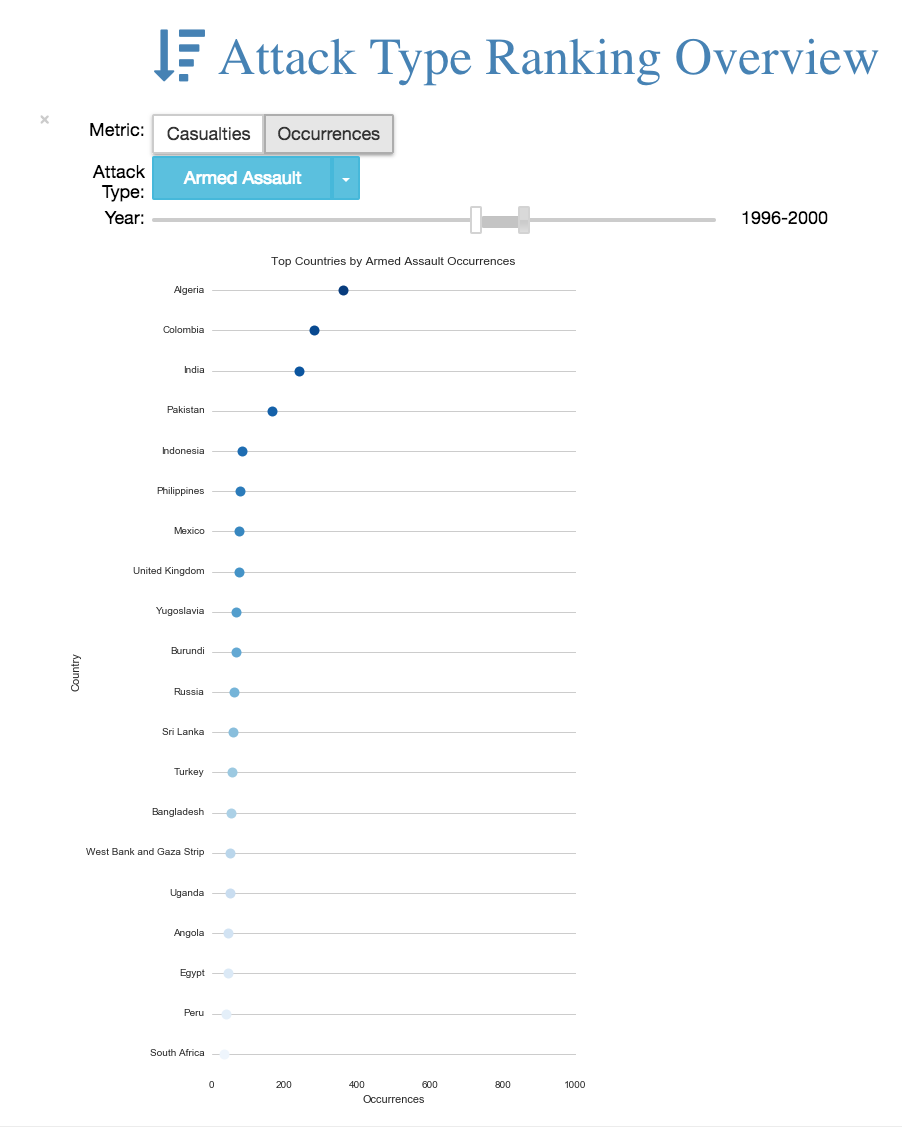 Attack Type Ranking Overview
×
Metric: Casualties Occurrences
Attack Type: Armed Assault
Year: 1996-2000
Top Countries by Armed Assault Occurrences
Algeria
Colombia
India
Pakistan
Indonesia
Philippines
Mexico
United Kingdom
Yugoslavia
Burundi
Country
Russia
Sri Lanka
Turkey
Bangladesh
West Bank and Gaza Strip
Uganda
Angola
Egypt
Peru
South Africa
0 200 400 600 800 1000
Occurrences